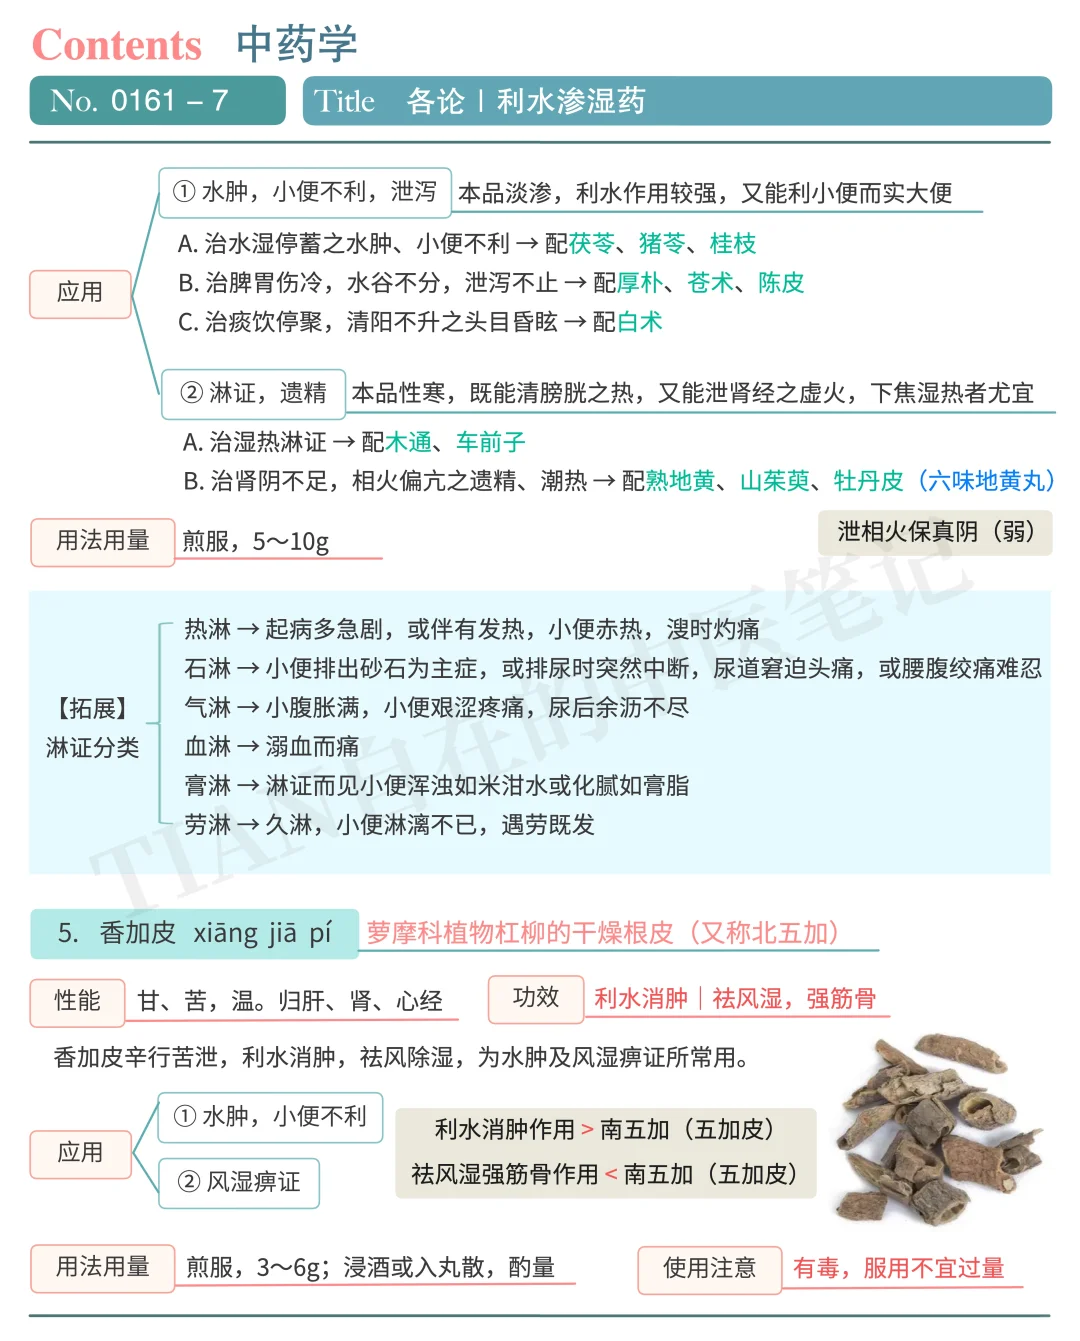 Contents 中药学
No. 0161 – 7
Title 各论 | 利水渗湿药
应用
① 水肿，小便不利，泄泻 本品淡渗，利水作用较强，又能利小便而实大便
A. 治水湿停蓄之水肿、小便不利 → 配茯苓、猪苓、桂枝
B. 治脾胃伤冷，水谷不分，泄泻不止 → 配厚朴、苍术、陈皮
C. 治痰饮停聚，清阳不升之头目昏眩 → 配白术
② 淋证，遗精 本品性寒，既能清膀胱之热，又能泄肾经之虚火，下焦湿热者尤宜
A. 治湿热淋证 → 配木通、车前子
B. 治肾阴不足，相火偏亢之遗精、潮热 → 配熟地黄、山茱萸、牡丹皮（六味地黄丸）
泄相火保真阴（弱）
用法用量 煎服，5～10g
【拓展】
淋证分类
热淋 → 起病多急剧，或伴有发热，小便赤热，溲时灼痛
石淋 → 小便排出砂石为主症，或排尿时突然中断，尿道窘迫头痛，或腰腹绞痛难忍
气淋 → 小腹胀满，小便艰涩疼痛，尿后余沥不尽
血淋 → 溺血而痛
膏淋 → 淋证而见小便浑浊如米泔水或化腻如膏脂
劳淋 → 久淋，小便淋漓不已，遇劳既发
TIAN自在的中医笔记
5. 香加皮 xiāng jiā pí 萝摩科植物杠柳的干燥根皮（又称北五加）
性能 甘、苦，温。归肝、肾、心经
功效 利水消肿｜祛风湿，强筋骨
香加皮辛行苦泄，利水消肿，祛风除湿，为水肿及风湿痹证所常用。
应用
① 水肿，小便不利
② 风湿痹证
利水消肿作用 > 南五加（五加皮）
祛风湿强筋骨作用 < 南五加（五加皮）
用法用量 煎服，3～6g；浸酒或入丸散，酌量
使用注意 有毒，服用不宜过量